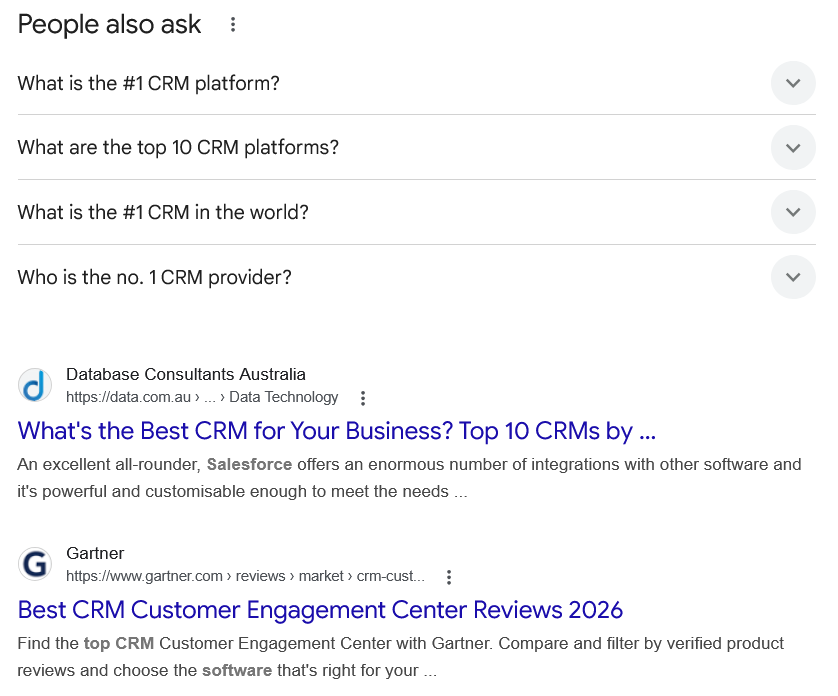 People also ask
What is the #1 CRM platform?
What are the top 10 CRM platforms?
What is the #1 CRM in the world?
Who is the no. 1 CRM provider?
Database Consultants Australia
https://data.com.au › ... › Data Technology
What's the Best CRM for Your Business? Top 10 CRMs by ...
An excellent all-rounder, Salesforce offers an enormous number of integrations with other software and
it's powerful and customisable enough to meet the needs ...
G
Gartner
https://www.gartner.com › reviews › market › crm-cust...
Best CRM Customer Engagement Center Reviews 2026
Find the top CRM Customer Engagement Center with Gartner. Compare and filter by verified product
reviews and choose the software that's right for your ...